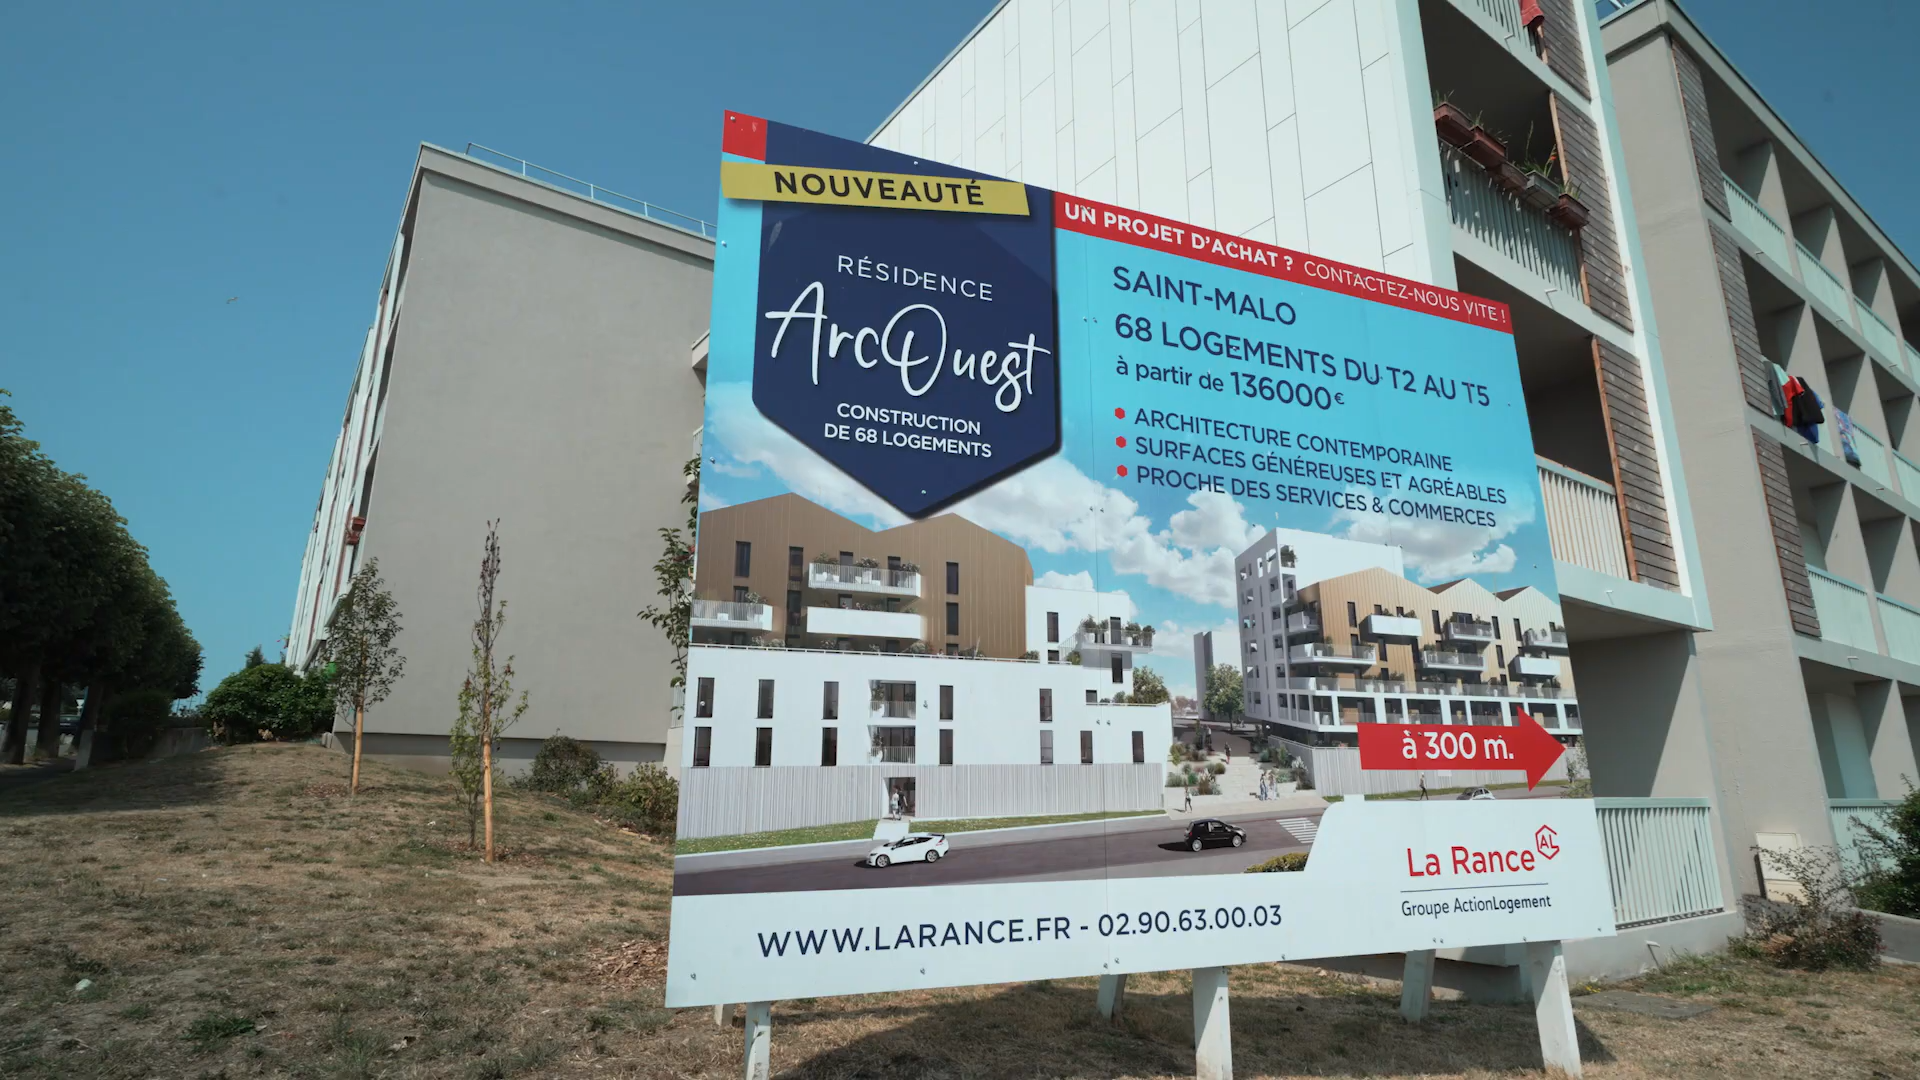 NOUVEAUTÉ
RÉSIDENCE
ArcOuest
CONSTRUCTION
DE 68 LOGEMENTS
UN PROJET D'ACHAT ? CONTACTEZ-NOUS VITE !
SAINT-MALO
68 LOGEMENTS DU T2 AU T5
à partir de 136000€
ARCHITECTURE CONTEMPORAINE
SURFACES GÉNÉREUSES ET AGRÉABLES
PROCHE DES SERVICES & COMMERCES
à 300 m.
La Rance AL
Groupe ActionLogement
WWW.LARANCE.FR - 02.90.63.00.03